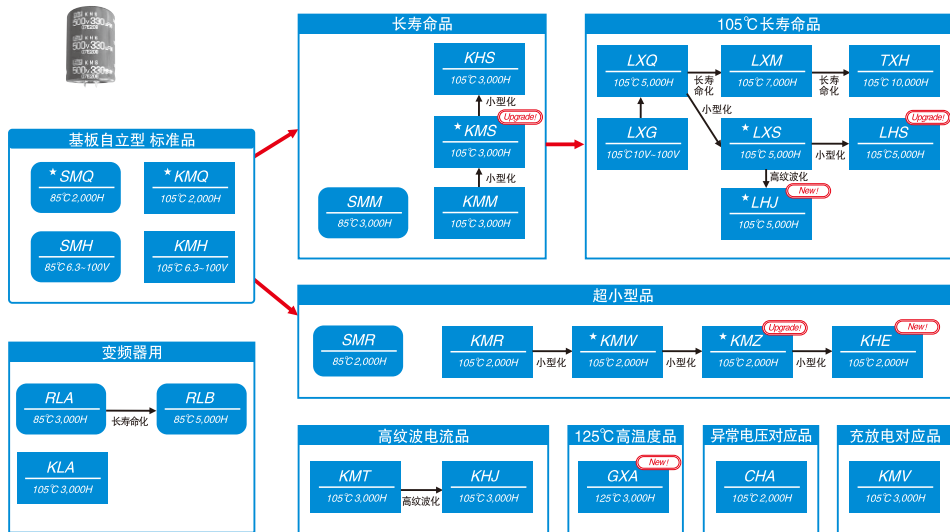 KMH
500V330μF
KMH
500V330μF
KMH
500V330μF
基板自立型 标准品
★SMQ
85℃ 2,000H
★KMQ
105℃ 2,000H
SMH
85℃ 6.3~100V
KMH
105℃ 6.3~100V
变频器用
RLA
85℃ 3,000H
长寿命化
RLB
85℃ 5,000H
KLA
105℃ 3,000H
长寿命品
KHS
105℃ 3,000H
小型化
Upgrade!
★KMS
105℃ 3,000H
小型化
SMM
85℃ 3,000H
KMM
105℃ 3,000H
105℃长寿命品
LXQ
105℃ 5,000H
长寿
命化
LXM
105℃ 7,000H
长寿
命化
TXH
105℃ 10,000H
小型化
LXG
105℃10V~100V
★LXS
105℃ 5,000H
小型化
Upgrade!
LHS
105℃5,000H
高纹波化
New!
★LHJ
105℃ 5,000H
超小型品
SMR
85℃ 2,000H
KMR
105℃ 2,000H
小型化
★KMW
105℃ 2,000H
小型化
Upgrade!
★KMZ
105℃ 2,000H
小型化
New!
KHE
105℃ 2,000H
高纹波电流品
KMT
105℃ 3,000H
高纹波化
KHJ
105℃ 3,000H
125℃高温度品
New!
GXA
125℃ 3,000H
异常电压对应品
CHA
105℃ 2,000H
充放电对应品
KMV
105℃ 3,000H